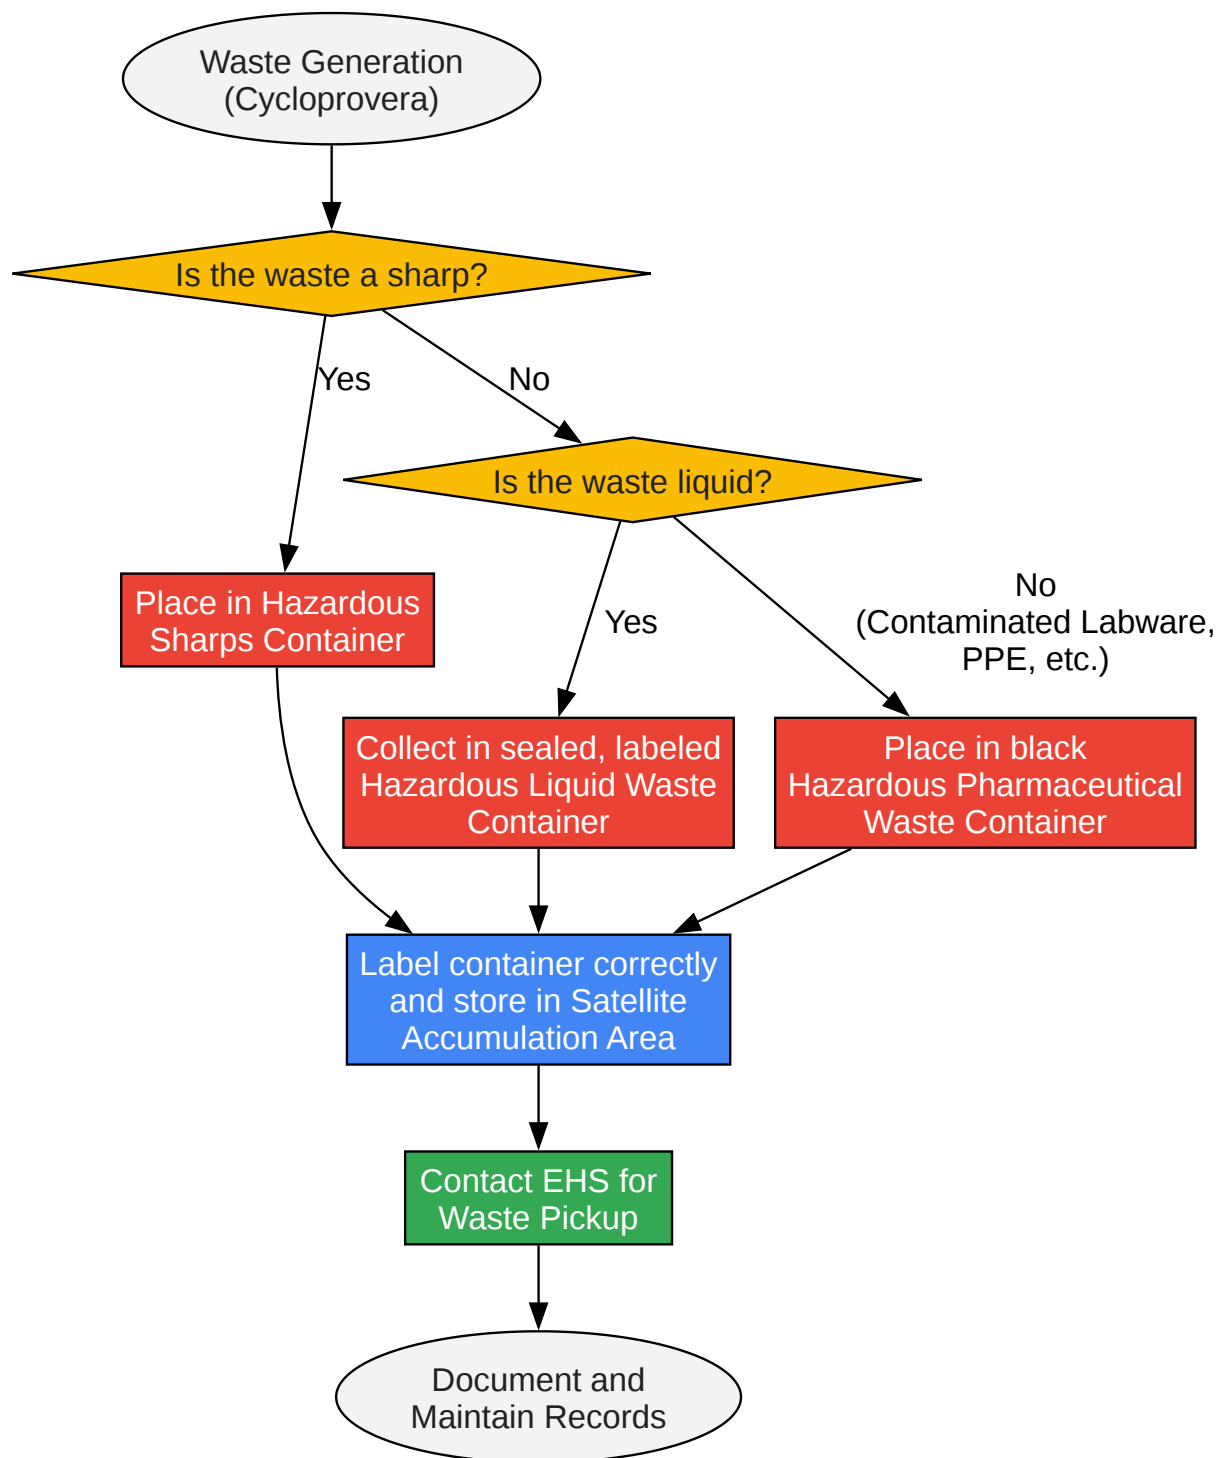 Waste Generation
(Cycloprovera)
Is the waste a sharp?
Yes
No
Is the waste liquid?
Place in Hazardous
Sharps Container
Yes
No
(Contaminated Labware,
PPE, etc.)
Collect in sealed, labeled
Hazardous Liquid Waste
Container
Place in black
Hazardous Pharmaceutical
Waste Container
Label container correctly
and store in Satellite
Accumulation Area
Contact EHS for
Waste Pickup
Document and
Maintain Records